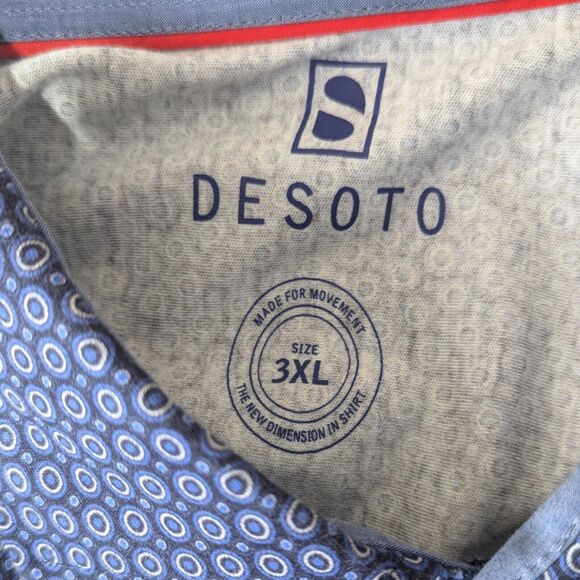 DESOTO
MADE FOR MOVEMENT
SIZE
3XL
THE NEW DIMENSION IN SHIRT